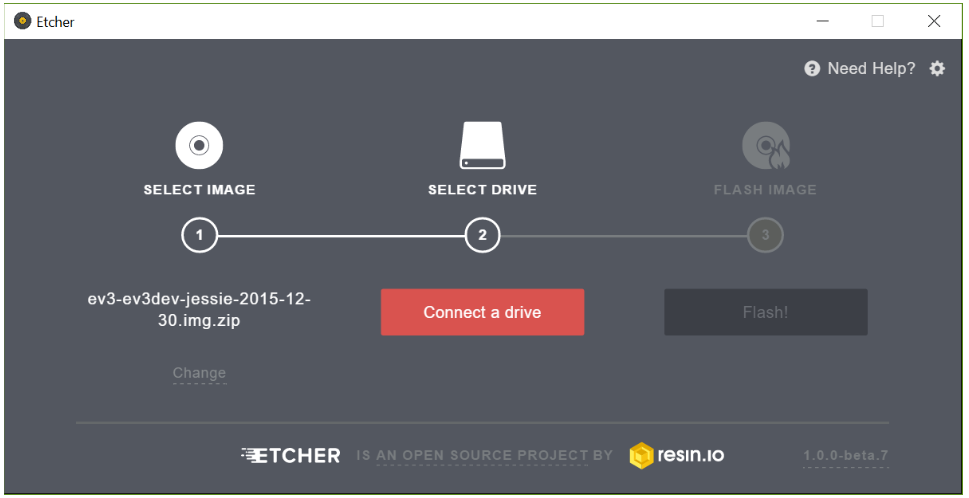 Etcher
Need Help?
SELECT IMAGE
SELECT DRIVE
FLASH IMAGE
1
2
3
ev3-ev3dev-jessie-2015-12-
30.img.zip
Connect a drive
Flash!
Change
ETCHER IS AN OPEN SOURCE PROJECT BY resin.io
1.0.0-beta.7